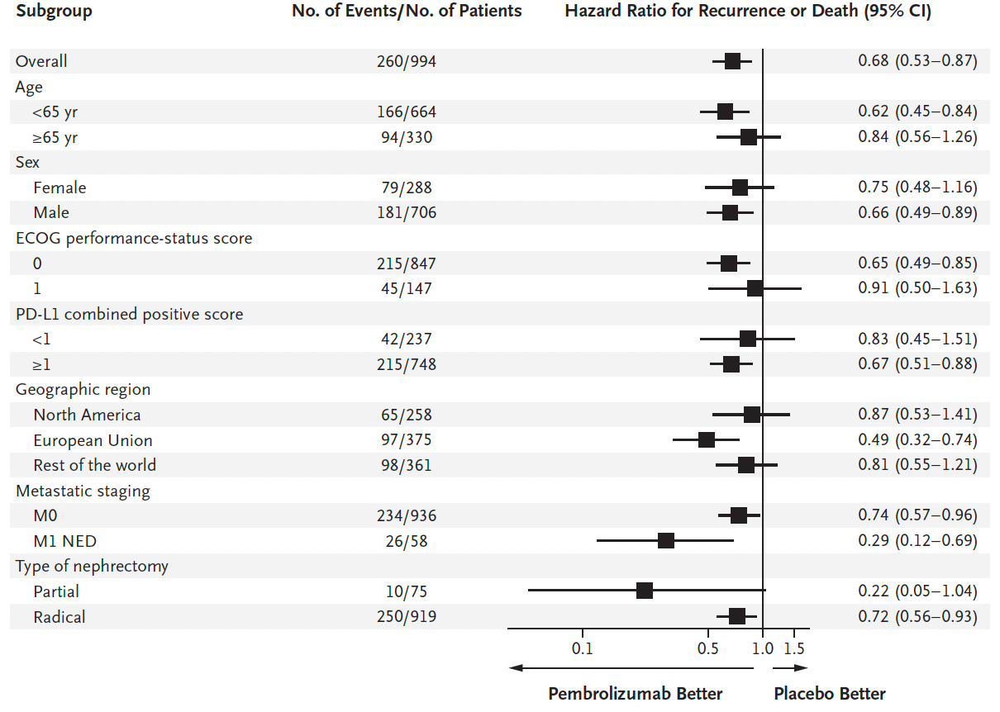 Subgroup No. of Events/No. of Patients Hazard Ratio for Recurrence or Death (95% CI)
Overall 260/994 0.68 (0.53–0.87)
Age
<65 yr 166/664 0.62 (0.45–0.84)
≥65 yr 94/330 0.84 (0.56–1.26)
Sex
Female 79/288 0.75 (0.48–1.16)
Male 181/706 0.66 (0.49–0.89)
ECOG performance-status score
0 215/847 0.65 (0.49–0.85)
1 45/147 0.91 (0.50–1.63)
PD-L1 combined positive score
<1 42/237 0.83 (0.45–1.51)
≥1 215/748 0.67 (0.51–0.88)
Geographic region
North America 65/258 0.87 (0.53–1.41)
European Union 97/375 0.49 (0.32–0.74)
Rest of the world 98/361 0.81 (0.55–1.21)
Metastatic staging
M0 234/936 0.74 (0.57–0.96)
M1 NED 26/58 0.29 (0.12–0.69)
Type of nephrectomy
Partial 10/75 0.22 (0.05–1.04)
Radical 250/919 0.72 (0.56–0.93)
0.1 0.5 1.0 1.5
Pembrolizumab Better Placebo Better